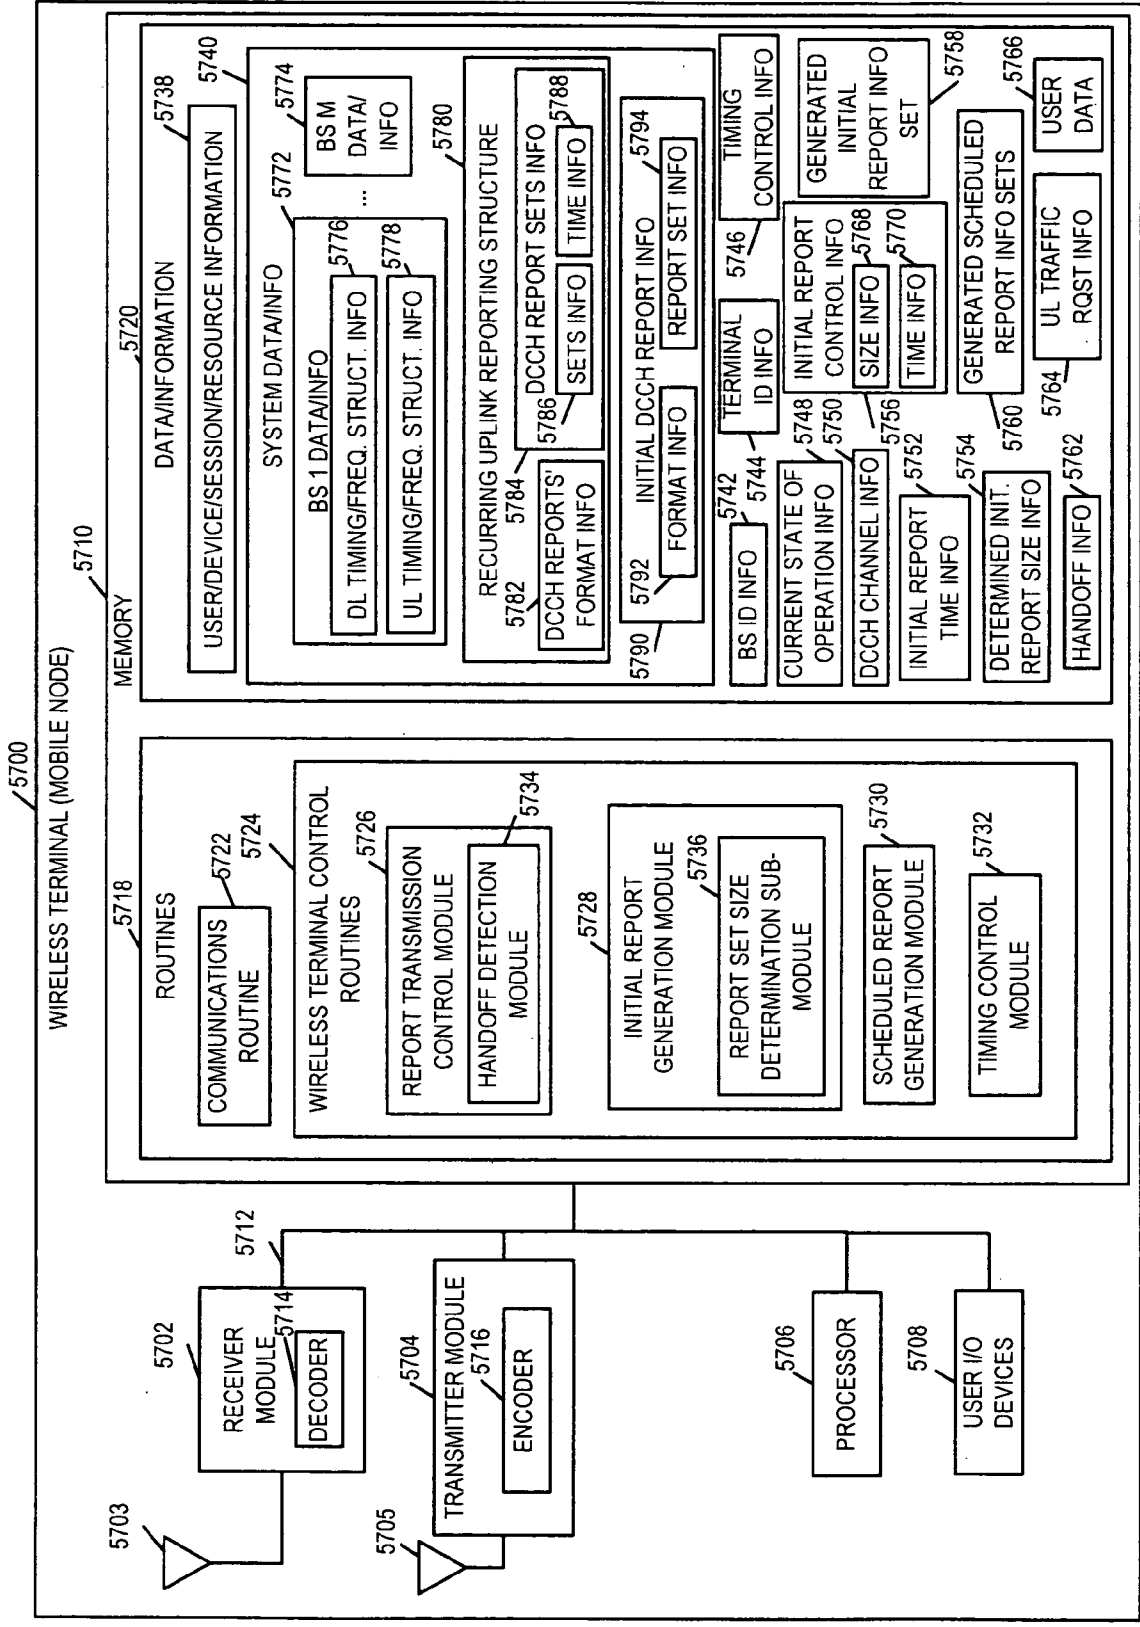 5700
WIRELESS TERMINAL (MOBILE NODE)
5703
5702
RECEIVER
MODULE
5714
DECODER
5712
5705
5704
TRANSMITTER MODULE
5716
ENCODER
5706
PROCESSOR
5708
USER I/O
DEVICES
5710
MEMORY
5718
ROUTINES
5722
COMMUNICATIONS
ROUTINE
5724
WIRELESS TERMINAL CONTROL
ROUTINES
5726
REPORT TRANSMISSION
CONTROL MODULE
5734
HANDOFF DETECTION
MODULE
5728
INITIAL REPORT
GENERATION MODULE
5736
REPORT SET SIZE
DETERMINATION SUB-
MODULE
5730
SCHEDULED REPORT
GENERATION MODULE
5732
TIMING CONTROL
MODULE
5720
DATA/INFORMATION
5738
USER/DEVICE/SESSION/RESOURCE INFORMATION
5740
SYSTEM DATA/INFO
5772
BS 1 DATA/INFO
5776
DL TIMING/FREQ. STRUCT. INFO
5778
UL TIMING/FREQ. STRUCT. INFO
...
5774
BS M
DATA/
INFO
5780
RECURRING UPLINK REPORTING STRUCTURE
5782
DCCH REPORTS'
FORMAT INFO
5784
DCCH REPORT SETS INFO
5786
SETS INFO
5788
TIME INFO
5790
INITIAL DCCH REPORT INFO
5792
FORMAT INFO
5794
REPORT SET INFO
5742
BS ID INFO
5744
TERMINAL
ID INFO
5746
TIMING
CONTROL INFO
5748
CURRENT STATE OF
OPERATION INFO
5750
DCCH CHANNEL INFO
5756
INITIAL REPORT
CONTROL INFO
5768
SIZE INFO
5770
TIME INFO
5758
GENERATED
INITIAL
REPORT INFO
SET
5752
INITIAL REPORT
TIME INFO
5754
DETERMINED INIT.
REPORT SIZE INFO
5760
GENERATED SCHEDULED
REPORT INFO SETS
5762
HANDOFF INFO
5764
UL TRAFFIC
RQST INFO
5766
USER
DATA